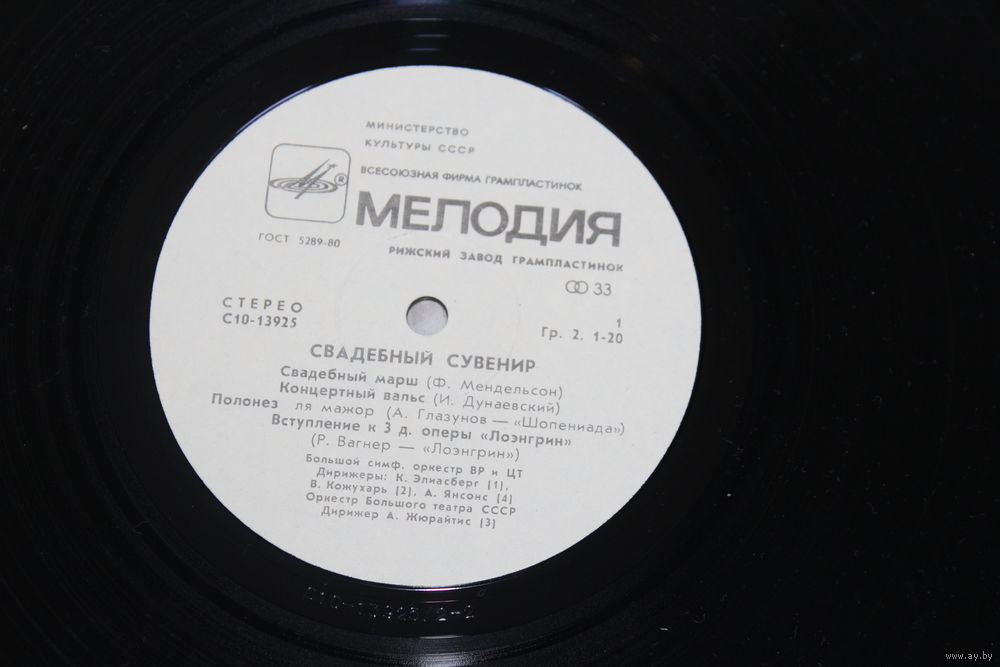 МИНИСТЕРСТВО
КУЛЬТУРЫ СССР
ВСЕСОЮЗНАЯ ФИРМА ГРАМПЛАСТИНОК
®
МЕЛОДИЯ
ГОСТ 5289-80
РИЖСКИЙ ЗАВОД ГРАМПЛАСТИНОК
33
СТЕРЕО
1
С10-13925
Гр. 2. 1-20
СВАДЕБНЫЙ СУВЕНИР
Свадебный марш (Ф. Мендельсон)
Концертный вальс (И. Дунаевский)
Полонез ля мажор (А. Глазунов — «Шопениада»)
Вступление к 3 д. оперы «Лоэнгрин»
(Р. Вагнер — «Лоэнгрин»)
Большой симф. оркестр ВР и ЦТ
Дирижеры: К. Элиасберг (1),
В. Кожухарь (2), А. Янсонс (4)
Оркестр Большого театра СССР
Дирижер А. Жюрайтис (3)
www.ay.by